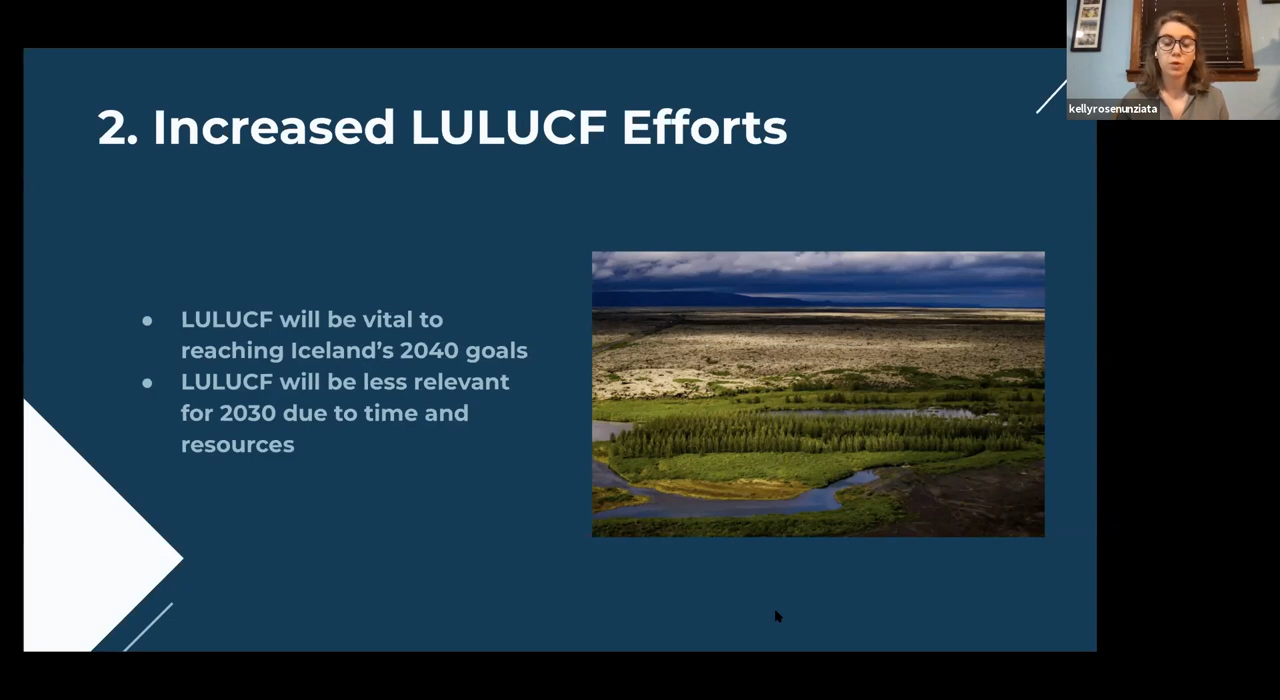 kellyrosenunziata
2. Increased LULUCF Efforts
● LULUCF will be vital to
reaching Iceland's 2040 goals
● LULUCF will be less relevant
for 2030 due to time and
resources